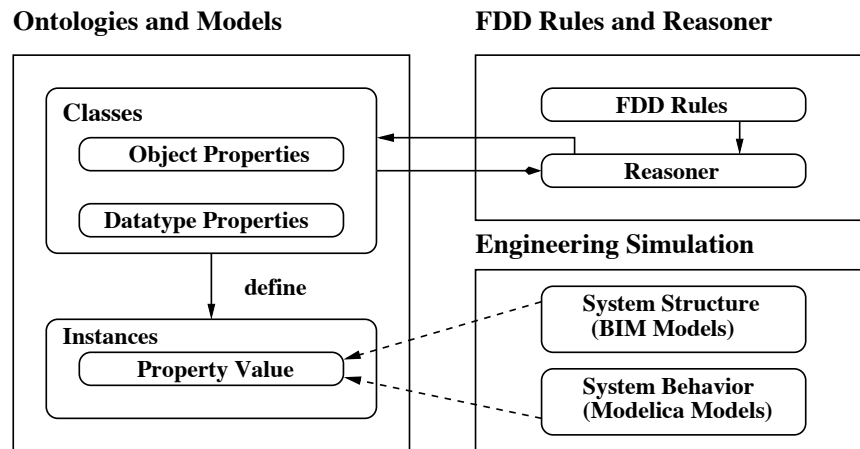 Ontologies and Models
Classes
Object Properties
Datatype Properties
define
Instances
Property Value
FDD Rules and Reasoner
FDD Rules
Reasoner
Engineering Simulation
System Structure
(BIM Models)
System Behavior
(Modelica Models)